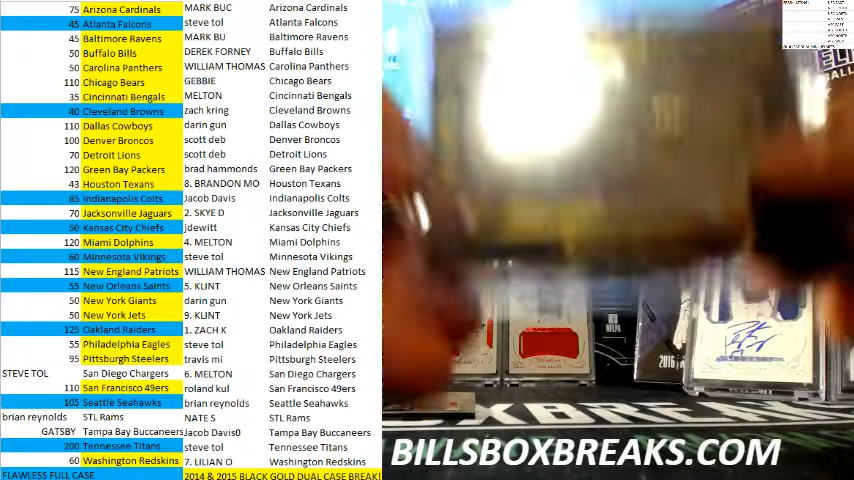 75 Arizona Cardinals MARK BUC Arizona Cardinals
45 Atlanta Falcons steve tol Atlanta Falcons
45 Baltimore Ravens MARK BU Baltimore Ravens
50 Buffalo Bills DEREK FORNEY Buffalo Bills
50 Carolina Panthers WILLIAM THOMAS Carolina Panthers
110 Chicago Bears GEBBIE Chicago Bears
35 Cincinnati Bengals MELTON Cincinnati Bengals
40 Cleveland Browns zach kring Cleveland Browns
110 Dallas Cowboys darin gun Dallas Cowboys
100 Denver Broncos scott deb Denver Broncos
70 Detroit Lions scott deb Detroit Lions
120 Green Bay Packers brad hammonds Green Bay Packers
43 Houston Texans 8. BRANDON MO Houston Texans
85 Indianapolis Colts Jacob Davis Indianapolis Colts
70 Jacksonville Jaguars 2. SKYE D Jacksonville Jaguars
50 Kansas City Chiefs jdewitt Kansas City Chiefs
120 Miami Dolphins 4. MELTON Miami Dolphins
60 Minnesota Vikings steve tol Minnesota Vikings
115 New England Patriots WILLIAM THOMAS New England Patriots
55 New Orleans Saints 5. KLINT New Orleans Saints
50 New York Giants darin gun New York Giants
50 New York Jets 9. KLINT New York Jets
125 Oakland Raiders 1. ZACH K Oakland Raiders
55 Philadelphia Eagles steve tol Philadelphia Eagles
95 Pittsburgh Steelers travis mi Pittsburgh Steelers
STEVE TOL San Diego Chargers 6. MELTON San Diego Chargers
110 San Francisco 49ers roland kul San Francisco 49ers
105 Seattle Seahawks brian reynolds Seattle Seahawks
brian reynolds STL Rams NATE S STL Rams
GATSBY Tampa Bay Buccaneers Jacob Davis0 Tampa Bay Buccaneers
200 Tennessee Titans steve tol Tennessee Titans
60 Washington Redskins 7. LILIAN O Washington Redskins
FLAWLESS FULL CASE 2014 & 2015 BLACK GOLD DUAL CASE BREAK!
NFLPA
2016
BILLSBOXBREAKS.COM